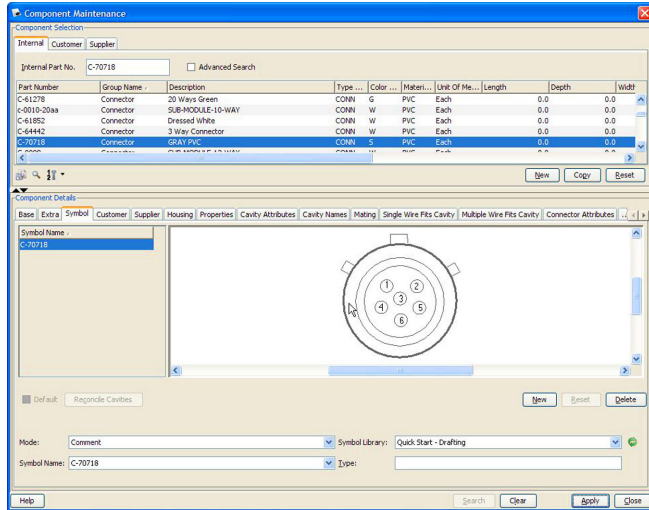 Component Maintenance
Component Selection
Internal Customer Supplier
Internal Part No. C-70718 Advanced Search
Part Number Group Name Description Type ... Color ... Materi... Unit Of Me... Length Depth Width
C-61278 Connector 20 Ways Green CONN G PVC Each 0.0 0.0
c-0010-20aa Connector SUB-MODULE-10-WAY CONN W PVC Each 0.0 0.0
C-61852 Connector Dressed White CONN W PVC Each 0.0 0.0
C-64442 Connector 3 Way Connector CONN W PVC Each 0.0 0.0
C-70718 Connector GRAY PVC CONN S PVC Each 0.0 0.0
New Copy Reset
Component Details
Base Extra Symbol Customer Supplier Housing Properties Cavity Attributes Cavity Names Mating Single Wire Fits Cavity Multiple Wire Fits Cavity Connector Attributes ...
Symbol Name
C-70718
1 2
3
4 5
6
Default Reconcile Cavities New Reset Delete
Mode: Comment Symbol Library: Quick Start - Drafting
Symbol Name: C-70718 Type:
Help Search Clear Apply Close